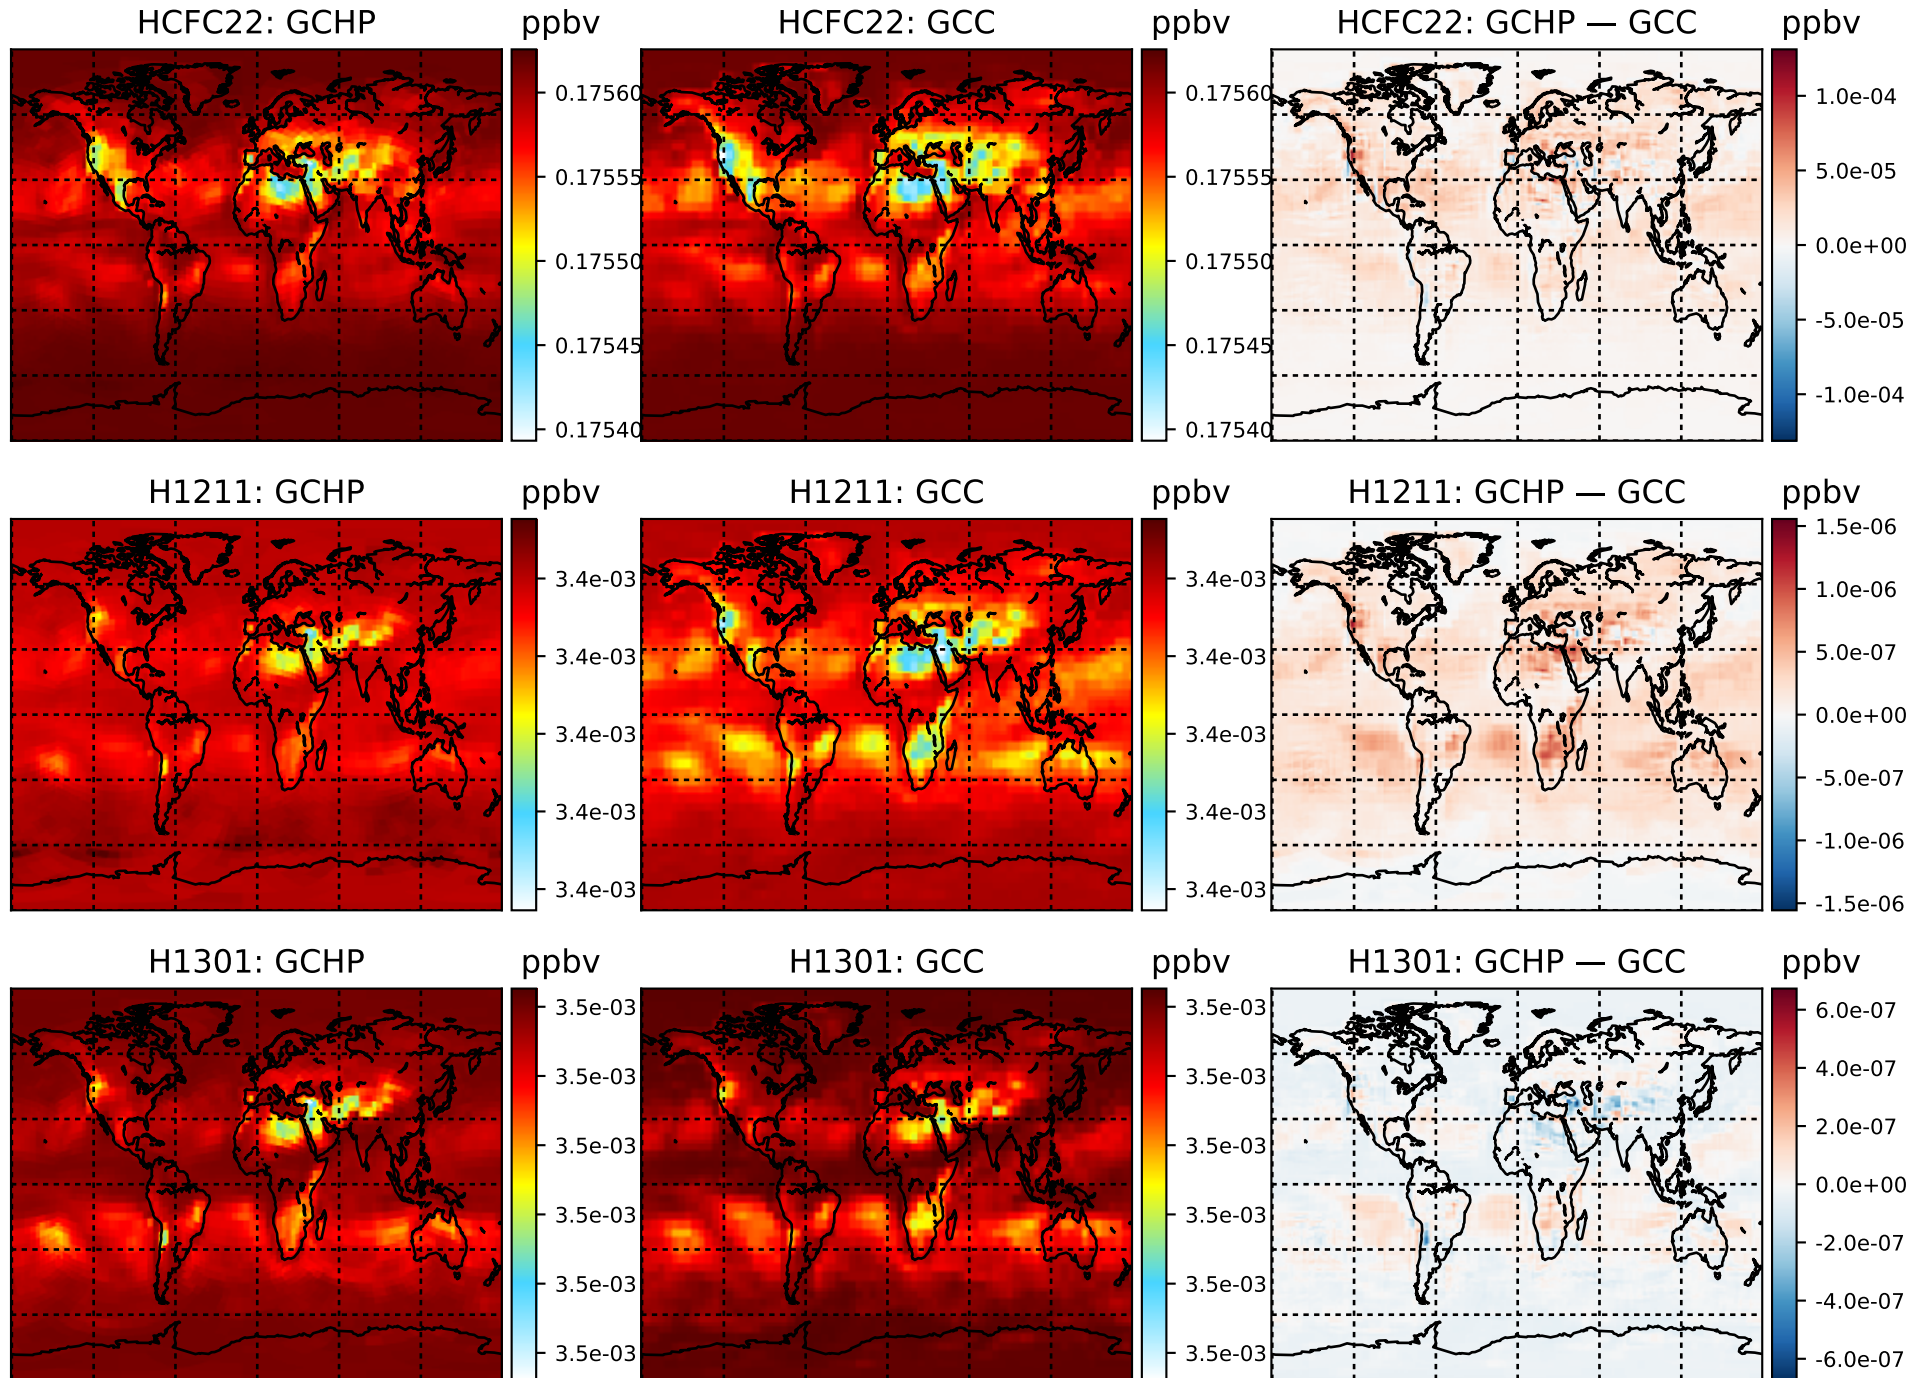 HCFC22: GCHP
ppbv
HCFC22: GCC
ppbv
HCFC22: GCHP — GCC
ppbv
0.17560
0.17555
0.17550
0.17545
0.17540
0.17560
0.17555
0.17550
0.17545
0.17540
1.0e-04
5.0e-05
0.0e+00
-5.0e-05
-1.0e-04
H1211: GCHP
ppbv
H1211: GCC
ppbv
H1211: GCHP — GCC
ppbv
3.4e-03
3.4e-03
3.4e-03
3.4e-03
3.4e-03
3.4e-03
3.4e-03
3.4e-03
3.4e-03
3.4e-03
1.5e-06
1.0e-06
5.0e-07
0.0e+00
-5.0e-07
-1.0e-06
-1.5e-06
H1301: GCHP
ppbv
H1301: GCC
ppbv
H1301: GCHP — GCC
ppbv
3.5e-03
3.5e-03
3.5e-03
3.5e-03
3.5e-03
3.5e-03
3.5e-03
3.5e-03
3.5e-03
3.5e-03
3.5e-03
3.5e-03
6.0e-07
4.0e-07
2.0e-07
0.0e+00
-2.0e-07
-4.0e-07
-6.0e-07